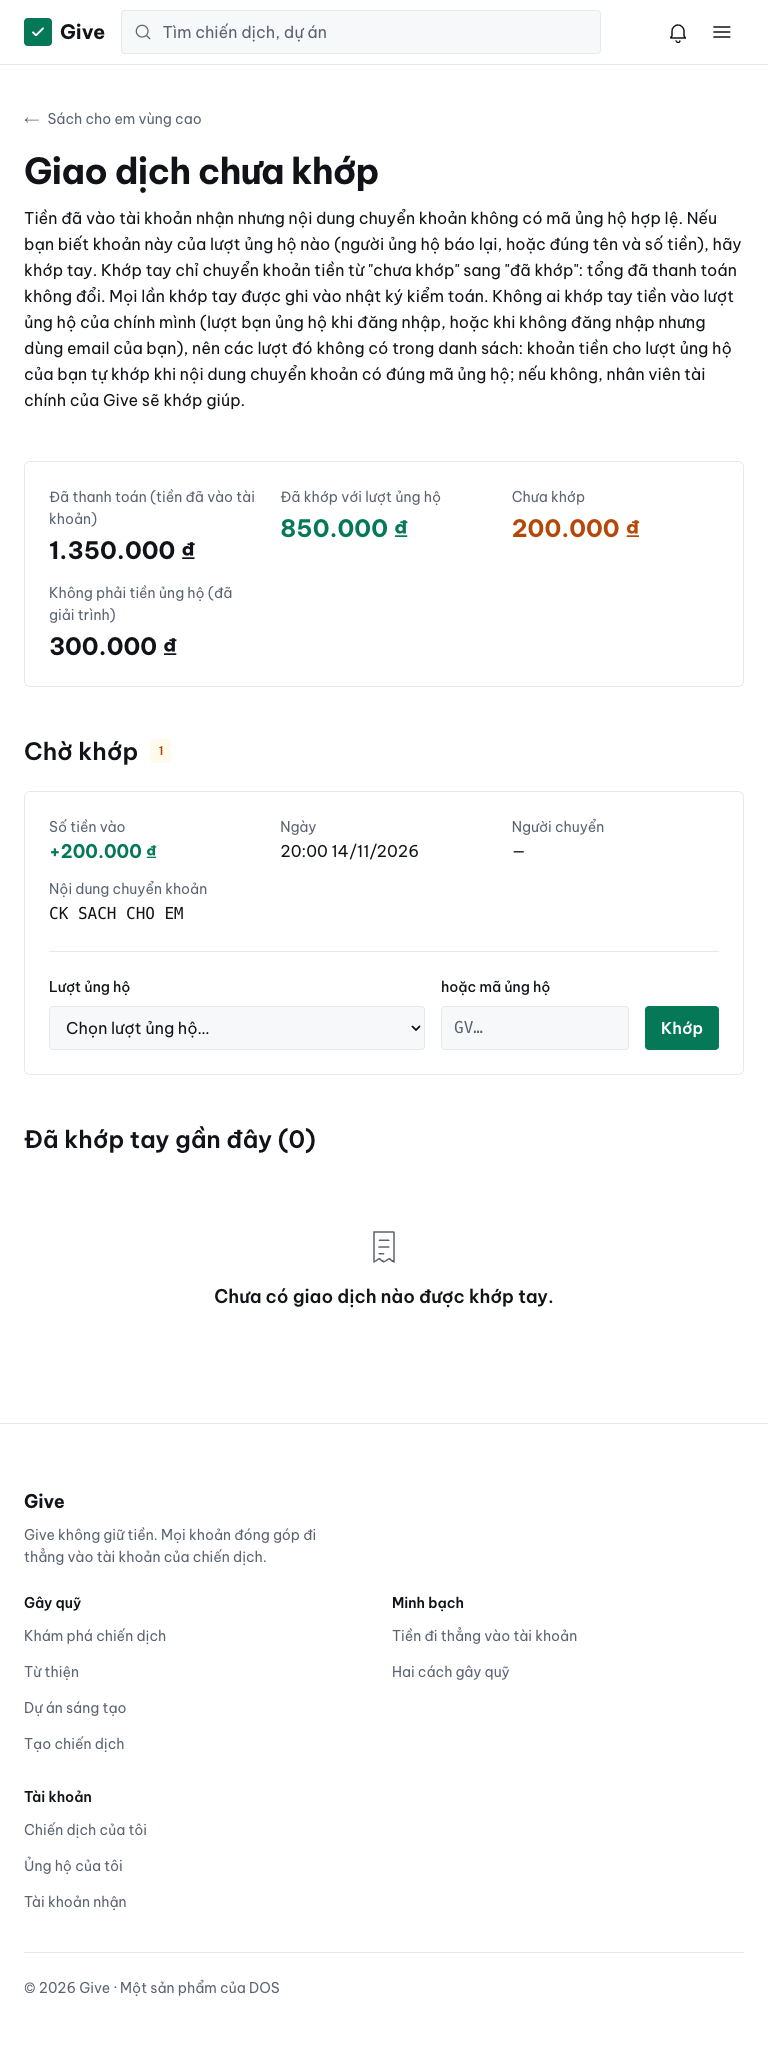 Give
Tìm chiến dịch, dự án
← Sách cho em vùng cao
Giao dịch chưa khớp
Tiền đã vào tài khoản nhận nhưng nội dung chuyển khoản không có mã ủng hộ hợp lệ. Nếu
bạn biết khoản này của lượt ủng hộ nào (người ủng hộ báo lại, hoặc đúng tên và số tiền), hãy
khớp tay. Khớp tay chỉ chuyển khoản tiền từ "chưa khớp" sang "đã khớp": tổng đã thanh toán
không đổi. Mọi lần khớp tay được ghi vào nhật ký kiểm toán. Không ai khớp tay tiền vào lượt
ủng hộ của chính mình (lượt bạn ủng hộ khi đăng nhập, hoặc khi không đăng nhập nhưng
dùng email của bạn), nên các lượt đó không có trong danh sách: khoản tiền cho lượt ủng hộ
của bạn tự khớp khi nội dung chuyển khoản có đúng mã ủng hộ; nếu không, nhân viên tài
chính của Give sẽ khớp giúp.
Đã thanh toán (tiền đã vào tài
khoản)
1.350.000 ₫
Đã khớp với lượt ủng hộ
850.000 ₫
Chưa khớp
200.000 ₫
Không phải tiền ủng hộ (đã
giải trình)
300.000 ₫
Chờ khớp 1
Số tiền vào
+200.000 ₫
Ngày
20:00 14/11/2026
Người chuyển
—
Nội dung chuyển khoản
CK SACH CHO EM
Lượt ủng hộ
Chọn lượt ủng hộ...
hoặc mã ủng hộ
GV…
Khớp
Đã khớp tay gần đây (0)
Chưa có giao dịch nào được khớp tay.
Give
Give không giữ tiền. Mọi khoản đóng góp đi
thẳng vào tài khoản của chiến dịch.
Gây quỹ
Khám phá chiến dịch
Từ thiện
Dự án sáng tạo
Tạo chiến dịch
Minh bạch
Tiền đi thẳng vào tài khoản
Hai cách gây quỹ
Tài khoản
Chiến dịch của tôi
Ủng hộ của tôi
Tài khoản nhận
© 2026 Give · Một sản phẩm của DOS